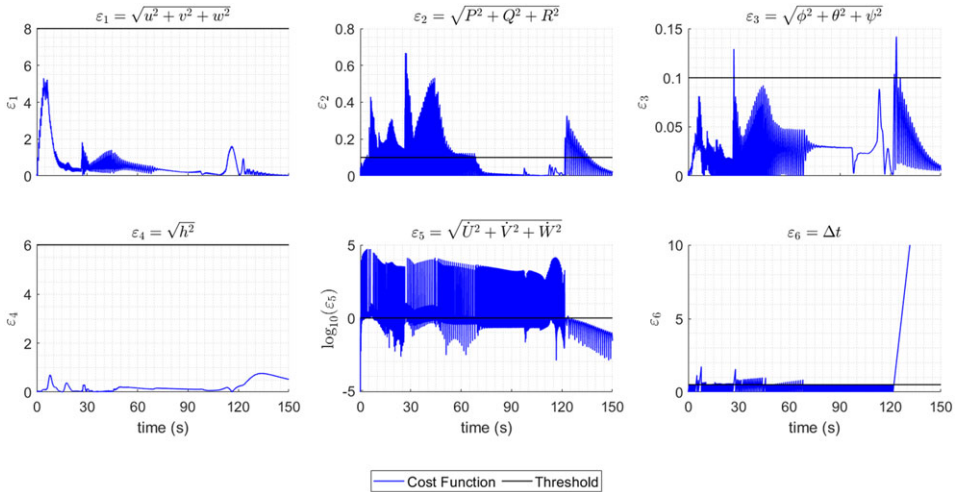 ε₁ = √(u² + v² + w²)
8
6
4
2
0
ε₁
0 30 60 90 120 150
ε₂ = √(P² + Q² + R²)
0.8
0.6
0.4
0.2
0
ε₂
0 30 60 90 120 150
ε₃ = √(ϕ² + θ² + ψ²)
0.15
0.1
0.05
0
ε₃
0 30 60 90 120 150
ε₄ = √h²
6
4
2
0
ε₄
0 30 60 90 120 150
time (s)
ε₅ = √(U̇² + V̇² + Ẇ²)
5
0
-5
log₁₀(ε₅)
0 30 60 90 120 150
time (s)
ε₆ = Δt
10
5
0
ε₆
0 30 60 90 120 150
time (s)
Cost Function Threshold